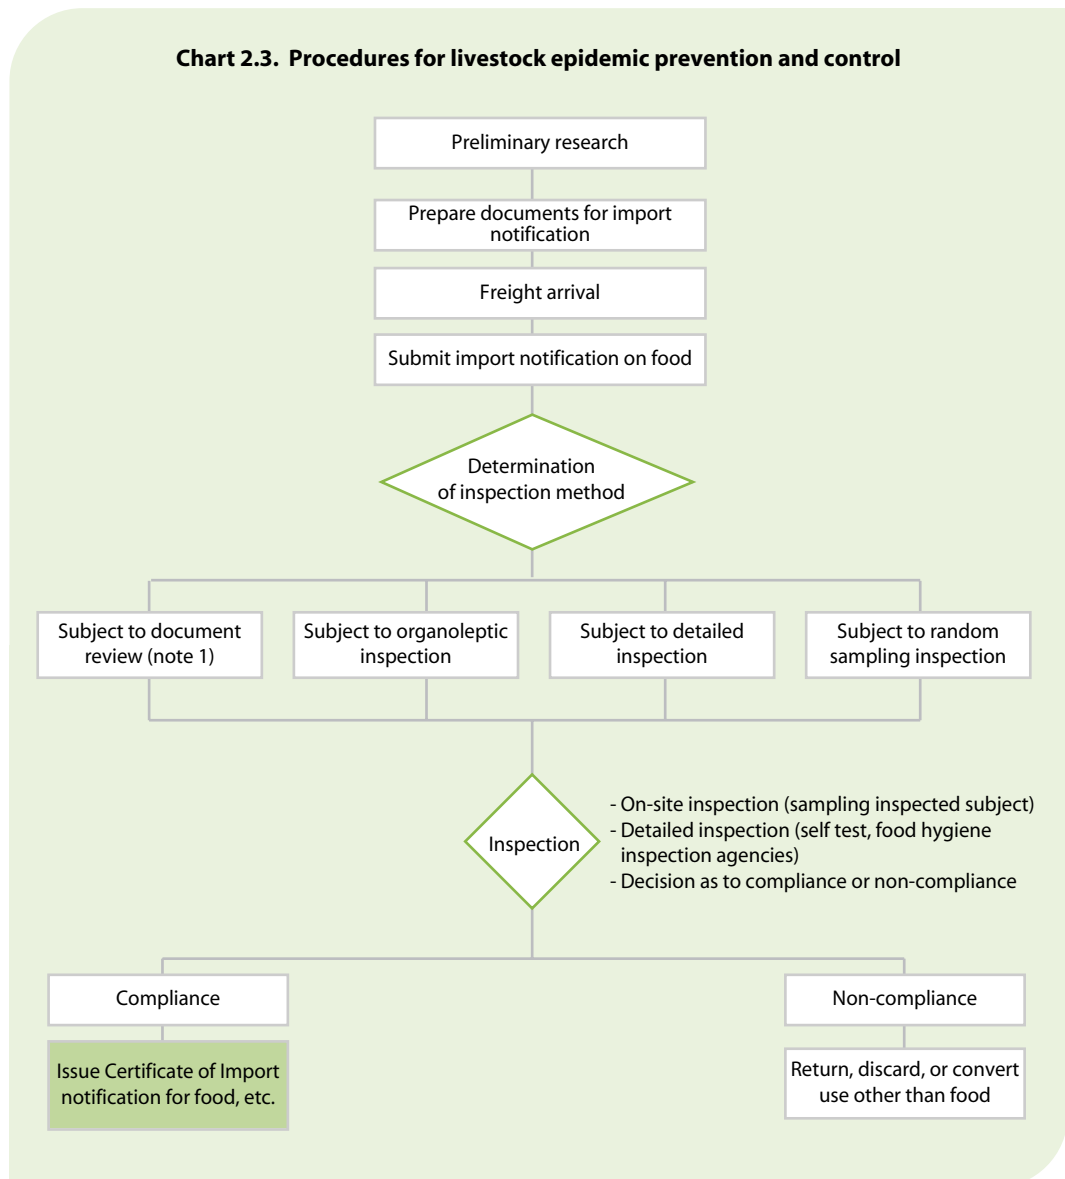 Chart 2.3. Procedures for livestock epidemic prevention and control
Preliminary research
Prepare documents for import
notification
Freight arrival
Submit import notification on food
Determination
of inspection method
Subject to document
review (note 1)
Subject to organoleptic
inspection
Subject to detailed
inspection
Subject to random
sampling inspection
Inspection
- On-site inspection (sampling inspected subject)
- Detailed inspection (self test, food hygiene
inspection agencies)
- Decision as to compliance or non-compliance
Compliance
Non-compliance
Issue Certificate of Import
notification for food, etc.
Return, discard, or convert
use other than food